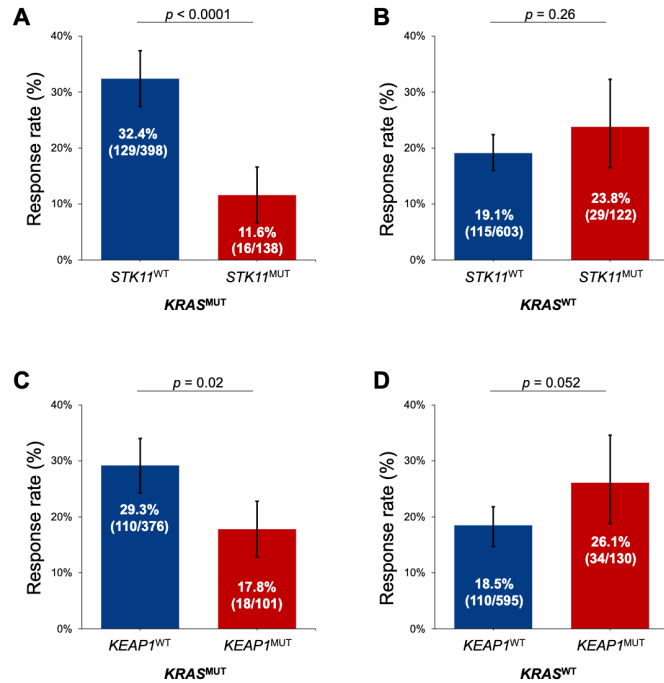 A
p < 0.0001
40%
30%
20%
10%
0%
Response rate (%)
32.4%
(129/398)
11.6%
(16/138)
STK11WT
STK11MUT
KRASMUT
B
p = 0.26
40%
30%
20%
10%
0%
Response rate (%)
19.1%
(115/603)
23.8%
(29/122)
STK11WT
STK11MUT
KRASWT
C
p = 0.02
40%
30%
20%
10%
0%
Response rate (%)
29.3%
(110/376)
17.8%
(18/101)
KEAP1WT
KEAP1MUT
KRASMUT
D
p = 0.052
40%
30%
20%
10%
0%
Response rate (%)
18.5%
(110/595)
26.1%
(34/130)
KEAP1WT
KEAP1MUT
KRASWT